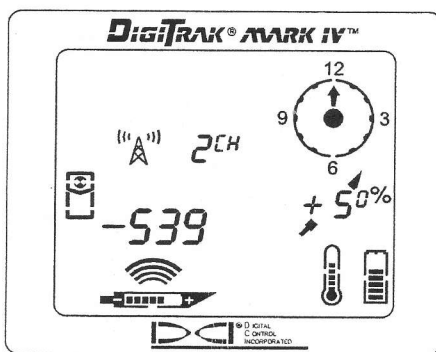 DIGITRAK® MARK IV™
12
9 3
6
2CH
+ 50%
-539
- +
® DIGITAL
CONTROL
INCORPORATED